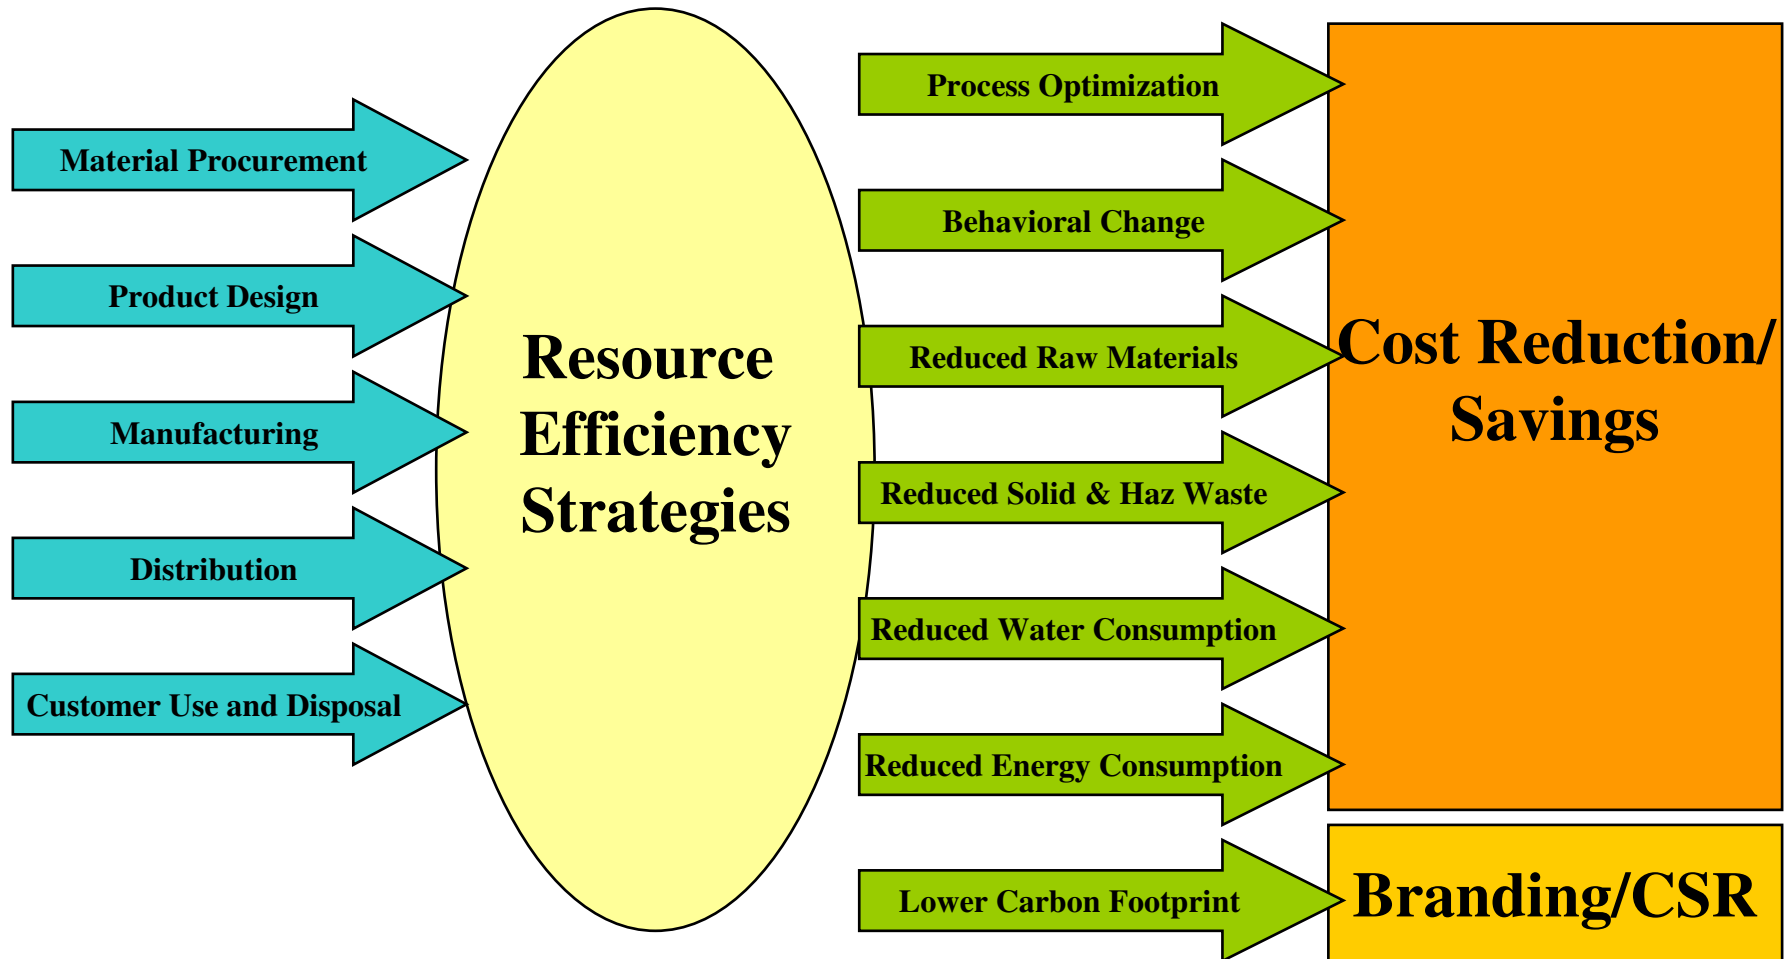 Material Procurement
Product Design
Manufacturing
Distribution
Customer Use and Disposal
Resource
Efficiency
Strategies
Process Optimization
Behavioral Change
Reduced Raw Materials
Reduced Solid & Haz Waste
Reduced Water Consumption
Reduced Energy Consumption
Lower Carbon Footprint
Cost Reduction/
Savings
Branding/CSR